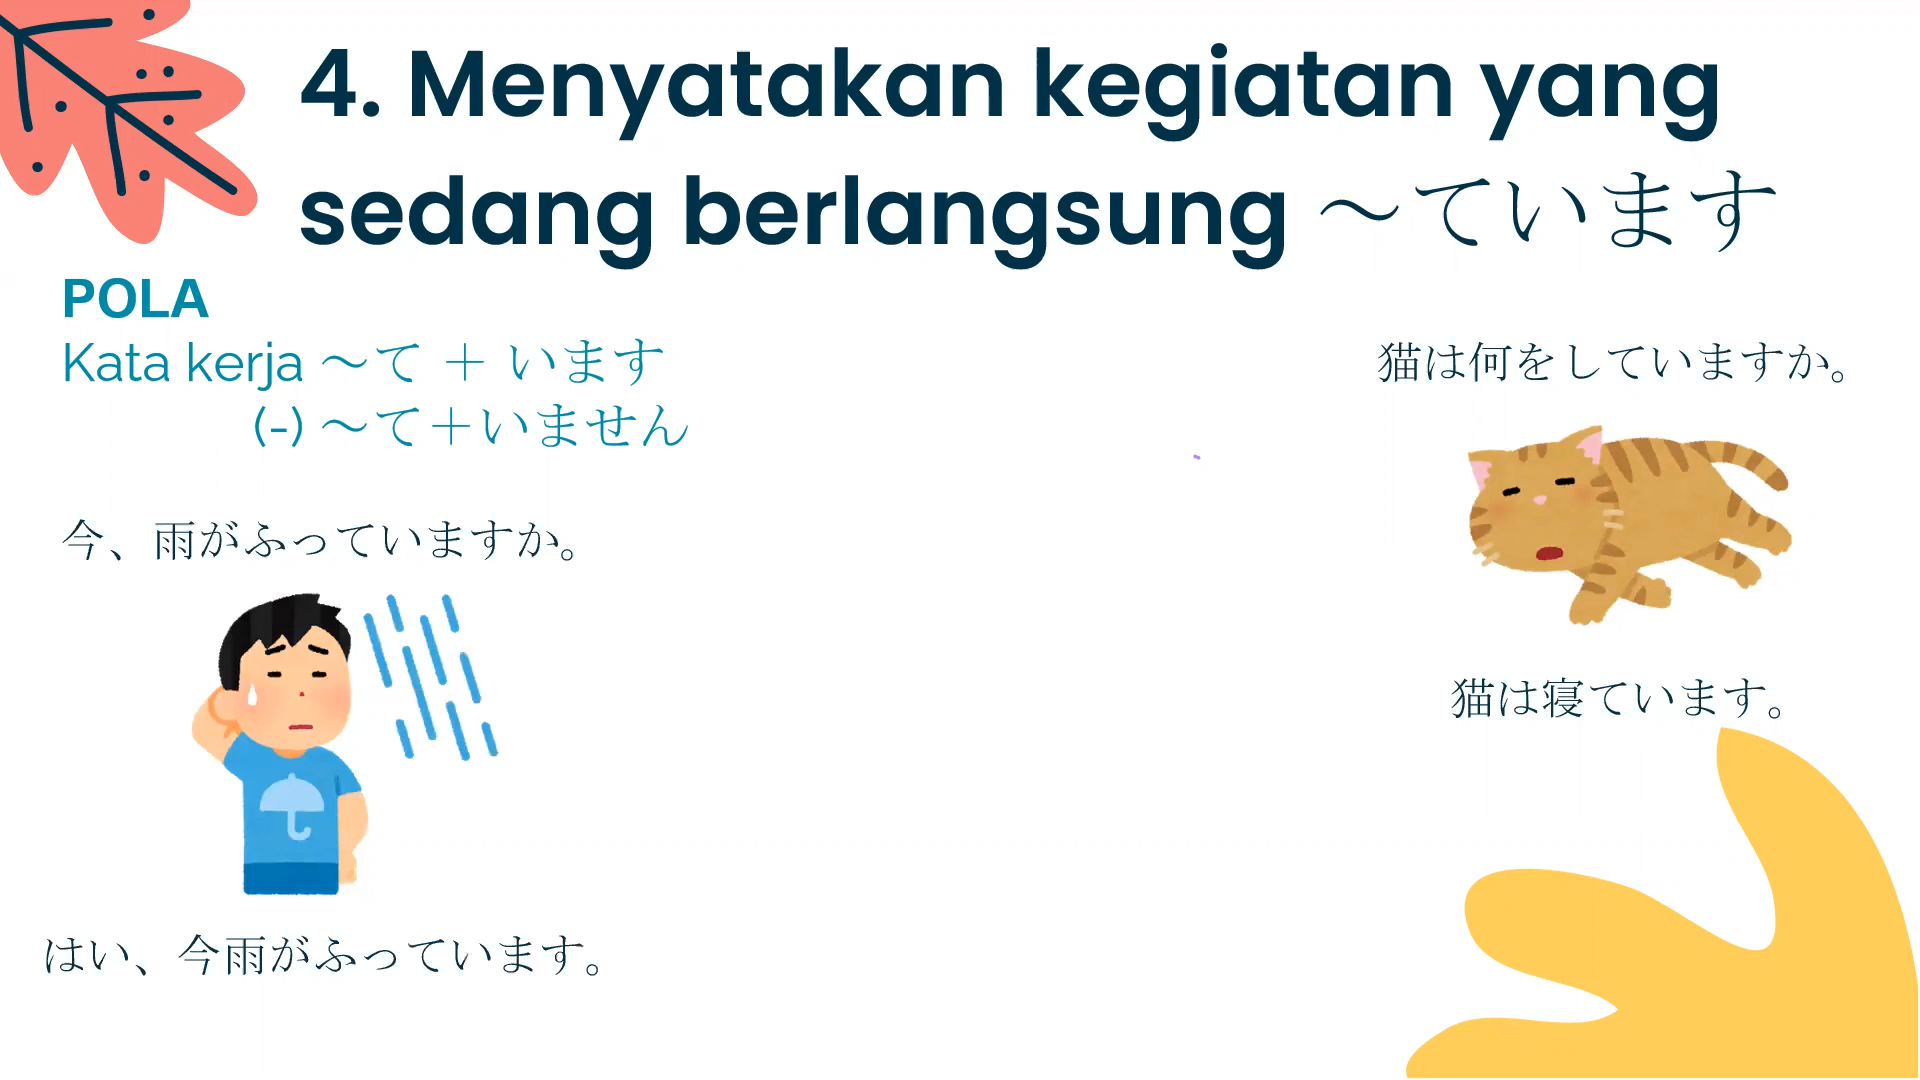 4. Menyatakan kegiatan yang
sedang berlangsung ～ています
POLA
Kata kerja ～て ＋ います
(-) ～て＋いません
今、雨がふっていますか。
はい、今雨がふっています。
猫は何をしていますか。
猫は寝ています。